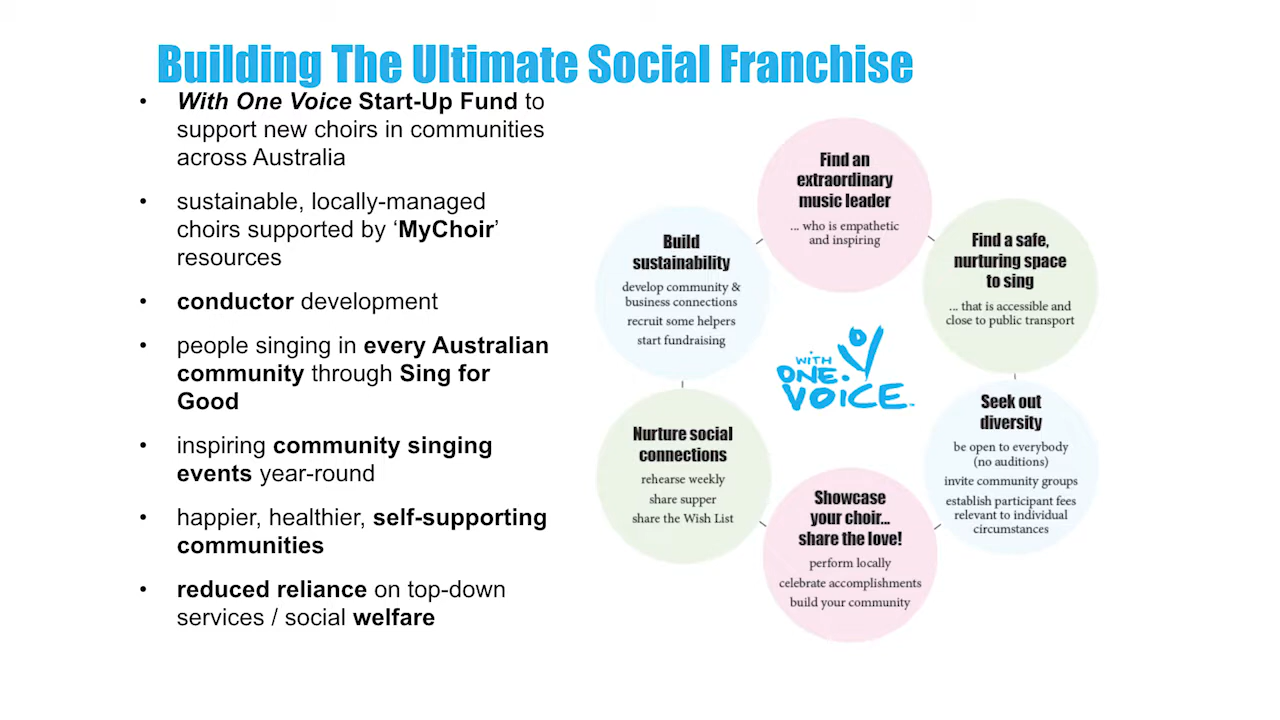 Building The Ultimate Social Franchise
• With One Voice Start-Up Fund to
support new choirs in communities
across Australia
• sustainable, locally-managed
choirs supported by ‘MyChoir’
resources
• conductor development
• people singing in every Australian
community through Sing for
Good
• inspiring community singing
events year-round
• happier, healthier, self-supporting
communities
• reduced reliance on top-down
services / social welfare
Find an
extraordinary
music leader
... who is empathetic
and inspiring
Find a safe,
nurturing space
to sing
... that is accessible and
close to public transport
Seek out
diversity
be open to everybody
(no auditions)
invite community groups
establish participant fees
relevant to individual
circumstances
Showcase
your choir...
share the love!
perform locally
celebrate accomplishments
build your community
Nurture social
connections
rehearse weekly
share supper
share the Wish List
Build
sustainability
develop community &
business connections
recruit some helpers
start fundraising
WITH
ONE
VOICE™